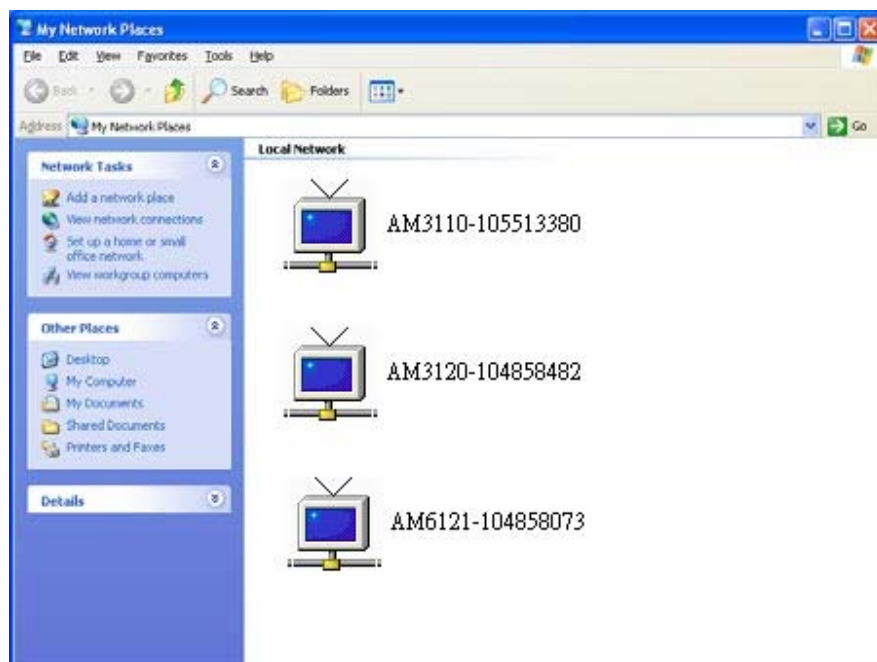 My Network Places
File Edit View Favorites Tools Help
Back Search Folders
Address My Network Places Go
Network Tasks
Add a network place
View network connections
Set up a home or small
office network
View workgroup computers
Other Places
Desktop
My Computer
My Documents
Shared Documents
Printers and Faxes
Details
Local Network
AM3110-105513380
AM3120-104858482
AM6121-104858073